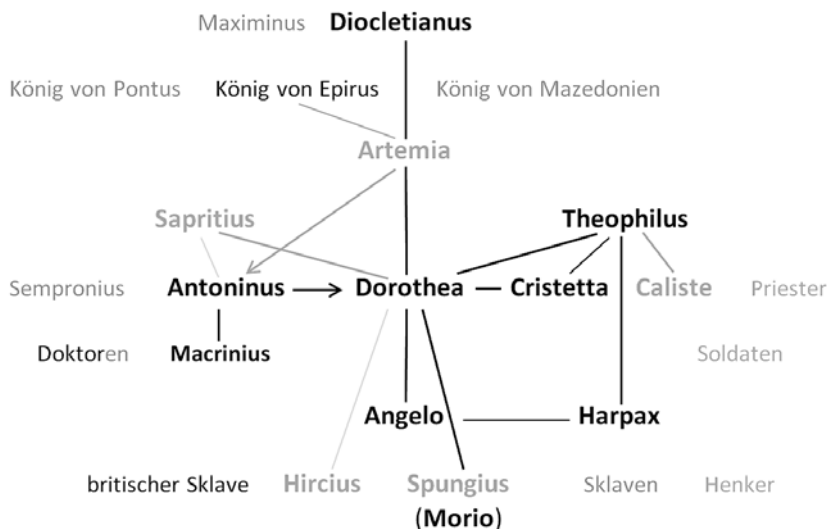 Maximinus Diocletianus
König von Pontus König von Epirus König von Mazedonien
Artemia
Sapritius Theophilus
Sempronius Antoninus Dorothea Cristetta Caliste Priester
Doktoren Macrinius Soldaten
Angelo Harpax
britischer Sklave Hircius Spungius Sklaven Henker
(Morio)